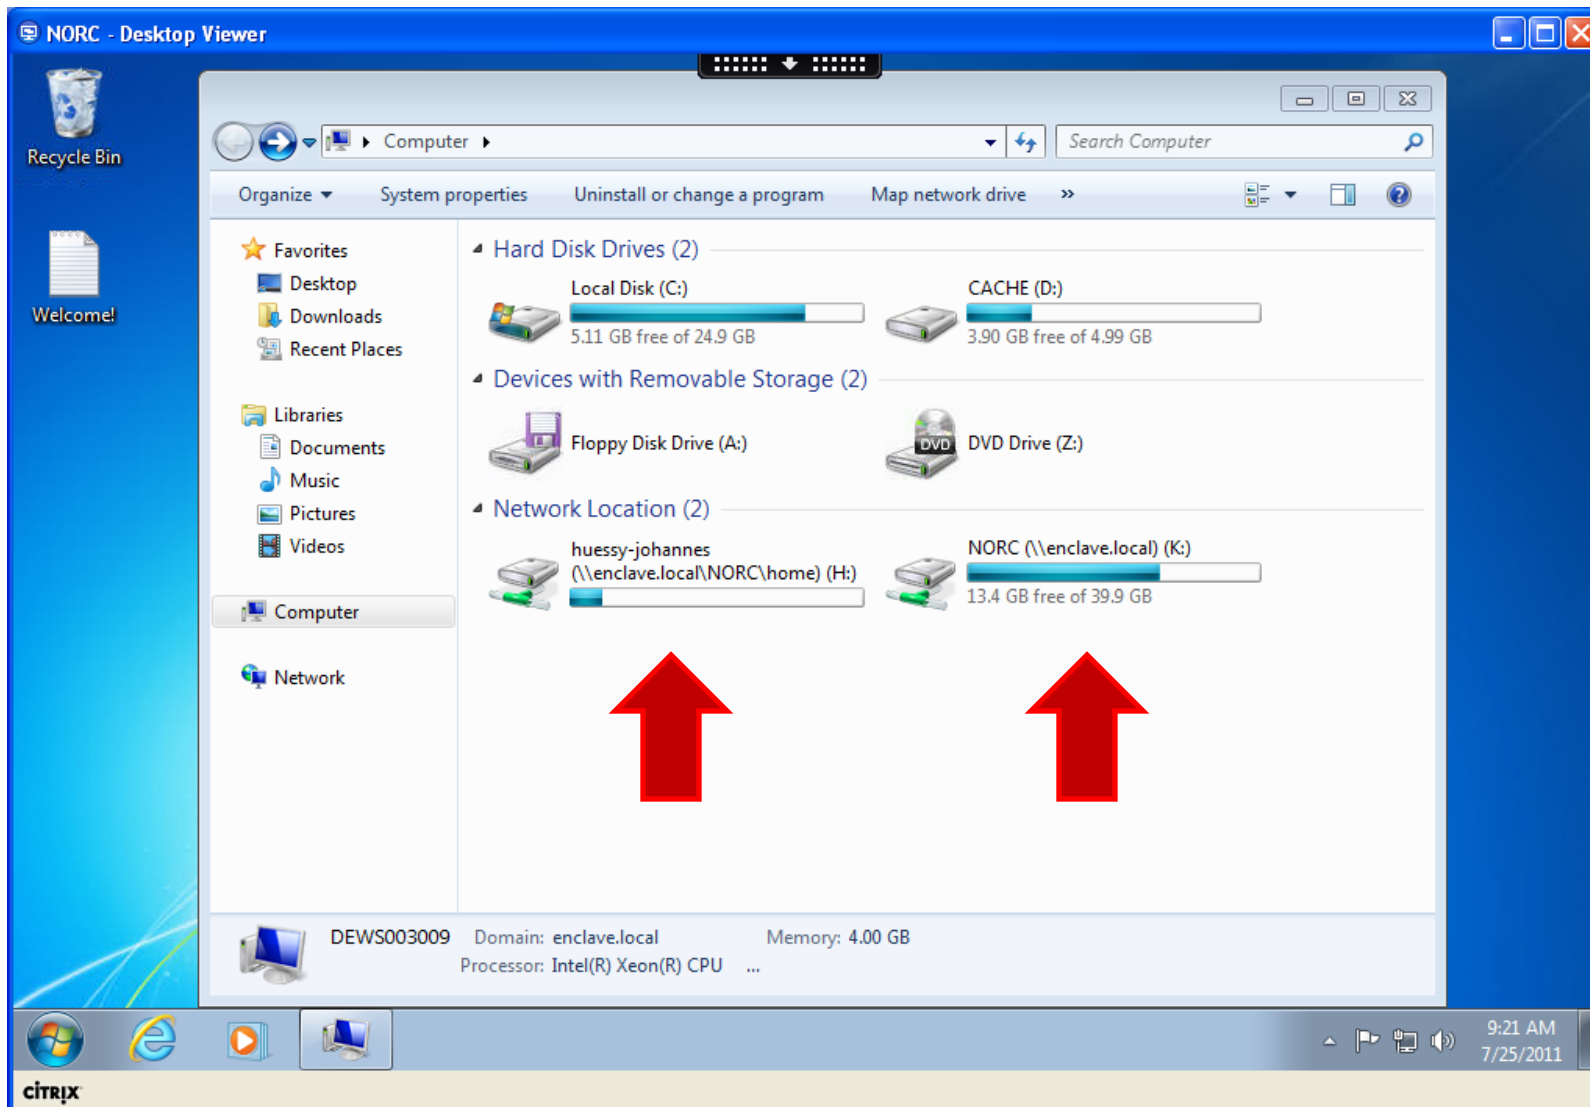 NORC - Desktop Viewer
Recycle Bin
Welcome!
Computer
Search Computer
Organize
System properties
Uninstall or change a program
Map network drive
»
Favorites
Desktop
Downloads
Recent Places
Libraries
Documents
Music
Pictures
Videos
Computer
Network
Hard Disk Drives (2)
Local Disk (C:)
5.11 GB free of 24.9 GB
CACHE (D:)
3.90 GB free of 4.99 GB
Devices with Removable Storage (2)
Floppy Disk Drive (A:)
DVD
DVD Drive (Z:)
Network Location (2)
huessy-johannes
(\\enclave.local\NORC\home) (H:)
NORC (\\enclave.local) (K:)
13.4 GB free of 39.9 GB
DEWS003009 Domain: enclave.local Memory: 4.00 GB
Processor: Intel(R) Xeon(R) CPU ...
9:21 AM
7/25/2011
CİTRIX